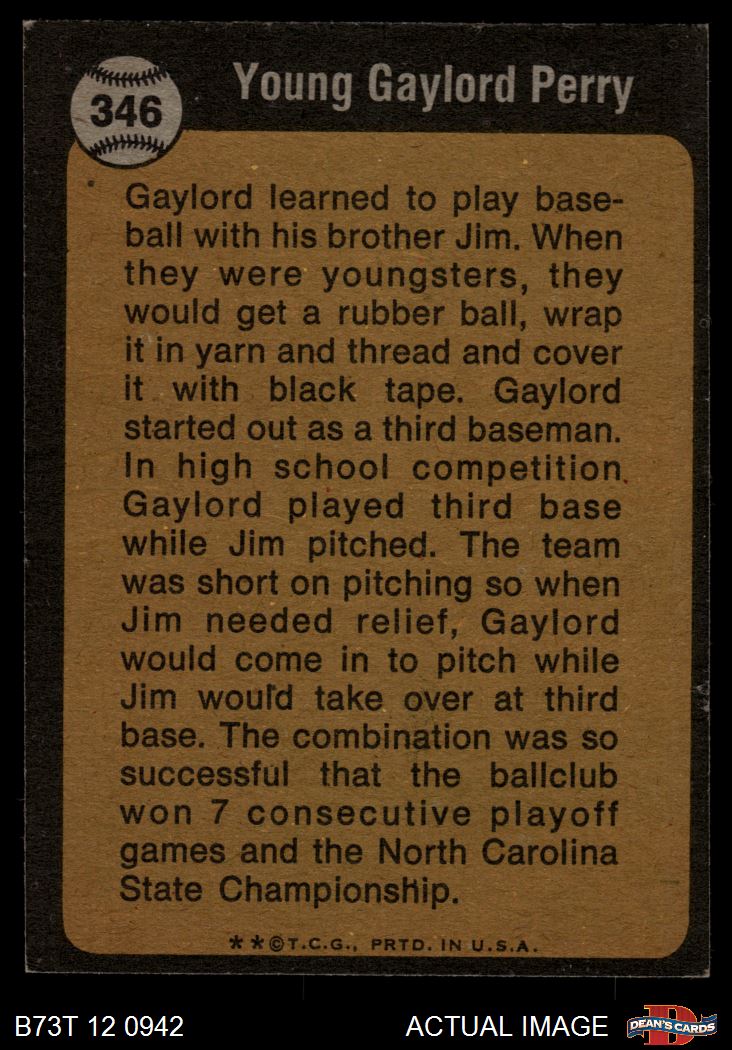 346
Young Gaylord Perry
Gaylord learned to play base-
ball with his brother Jim. When
they were youngsters, they
would get a rubber ball, wrap
it in yarn and thread and cover
it with black tape. Gaylord
started out as a third baseman.
In high school competition,
Gaylord played third base
while Jim pitched. The team
was short on pitching so when
Jim needed relief, Gaylord
would come in to pitch while
Jim would take over at third
base. The combination was so
successful that the ballclub
won 7 consecutive playoff
games and the North Carolina
State Championship.
**©T.C.G., PRTD. IN U.S.A.
B73T 12 0942
ACTUAL IMAGE
D
DEAN'S CARDS